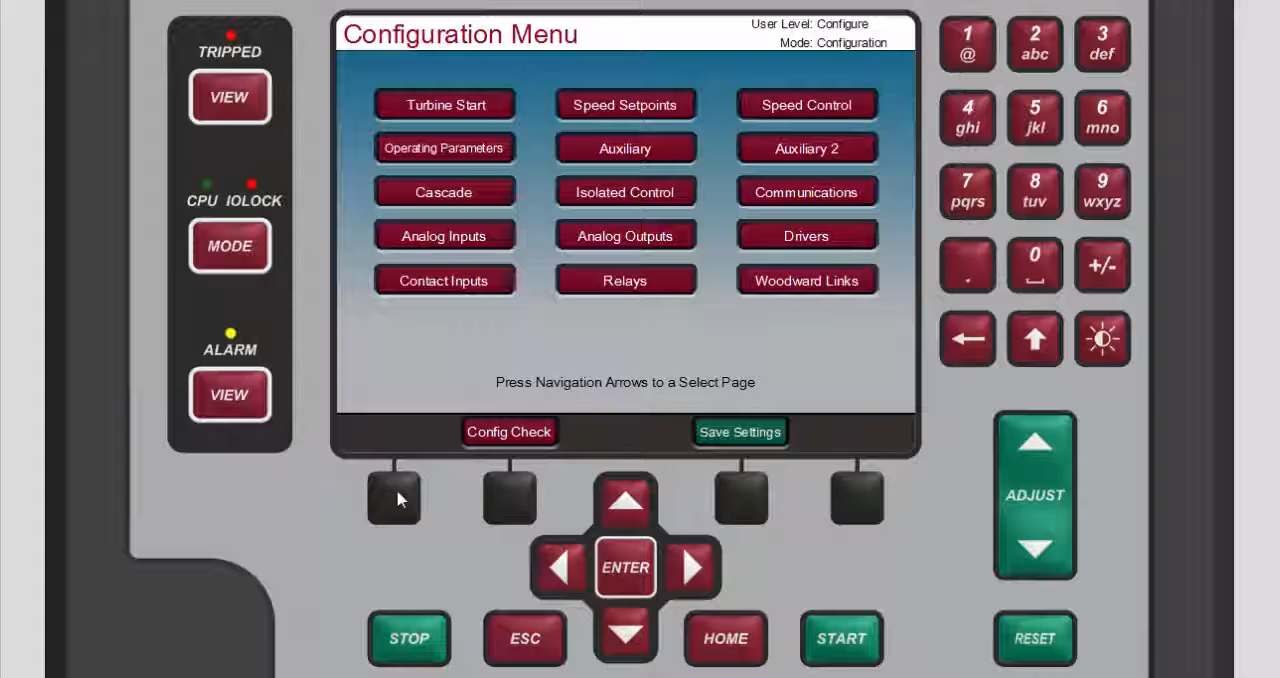 TRIPPED
VIEW
CPU IOLOCK
MODE
ALARM
VIEW
Configuration Menu
User Level: Configure
Mode: Configuration
Turbine Start
Speed Setpoints
Speed Control
Operating Parameters
Auxiliary
Auxiliary 2
Cascade
Isolated Control
Communications
Analog Inputs
Analog Outputs
Drivers
Contact Inputs
Relays
Woodward Links
Press Navigation Arrows to a Select Page
Config Check
Save Settings
ENTER
STOP
ESC
HOME
START
1
@
2
abc
3
def
4
ghi
5
jkl
6
mno
7
pqrs
8
tuv
9
wxyz
.
0
+/-
ADJUST
RESET